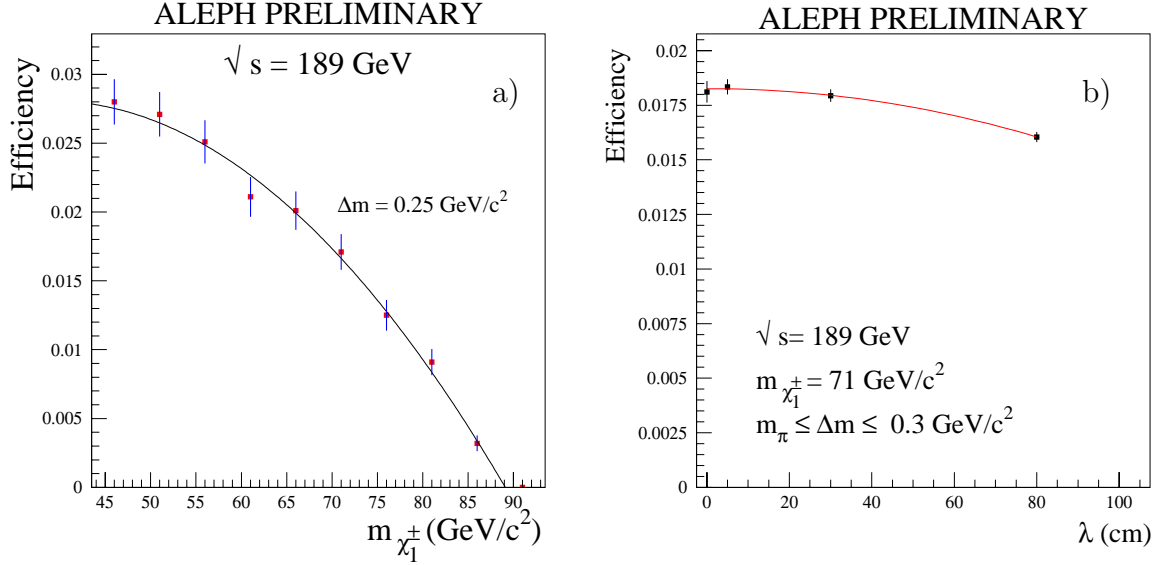 ALEPH PRELIMINARY
√ s = 189 GeV
a)
Δm = 0.25 GeV/c²
Efficiency
0.03
0.025
0.02
0.015
0.01
0.005
0
45 50 55 60 65 70 75 80 85 90
m χ₁± (GeV/c²)
ALEPH PRELIMINARY
b)
Efficiency
0.02
0.0175
0.015
0.0125
0.01
0.0075
0.005
0.0025
0
√ s= 189 GeV
m χ₁± = 71 GeV/c²
m_π ≤ Δm ≤ 0.3 GeV/c²
0 20 40 60 80 100
λ (cm)